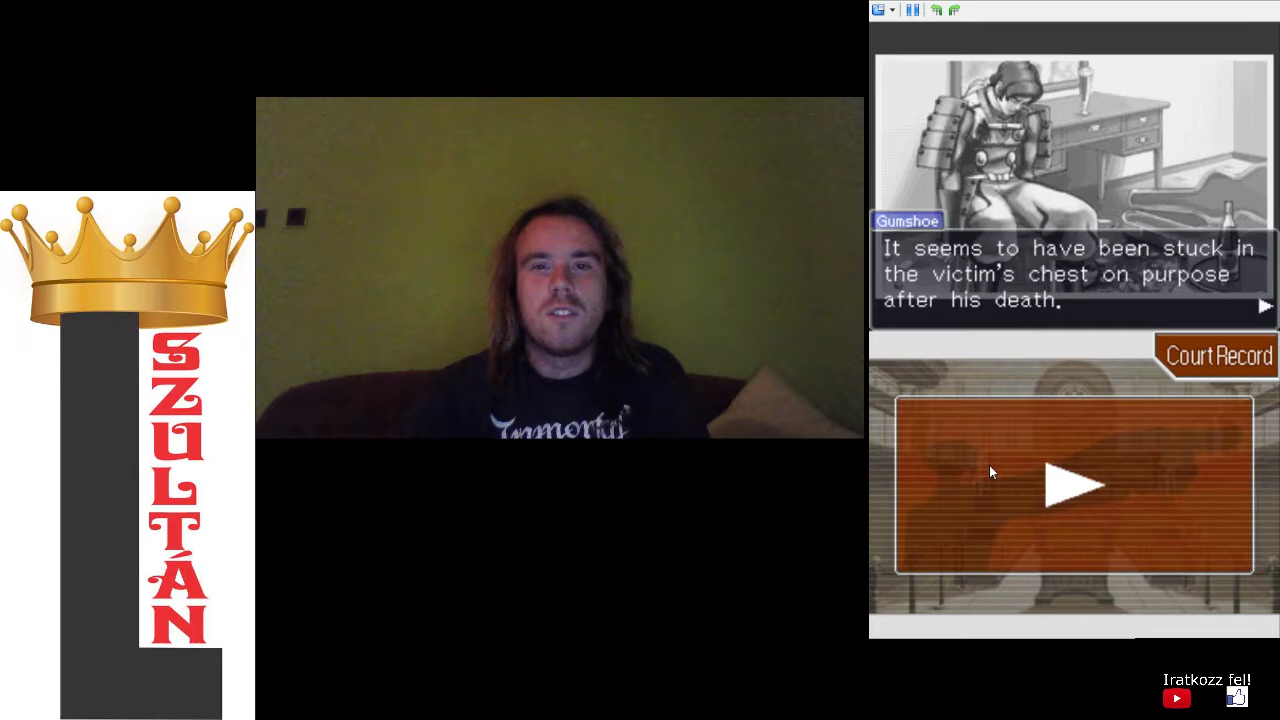 L
SZULTÁN
Immortal
Gumshoe
It seems to have been stuck in
the victim's chest on purpose
after his death.
Court Record
Iratkozz fel!